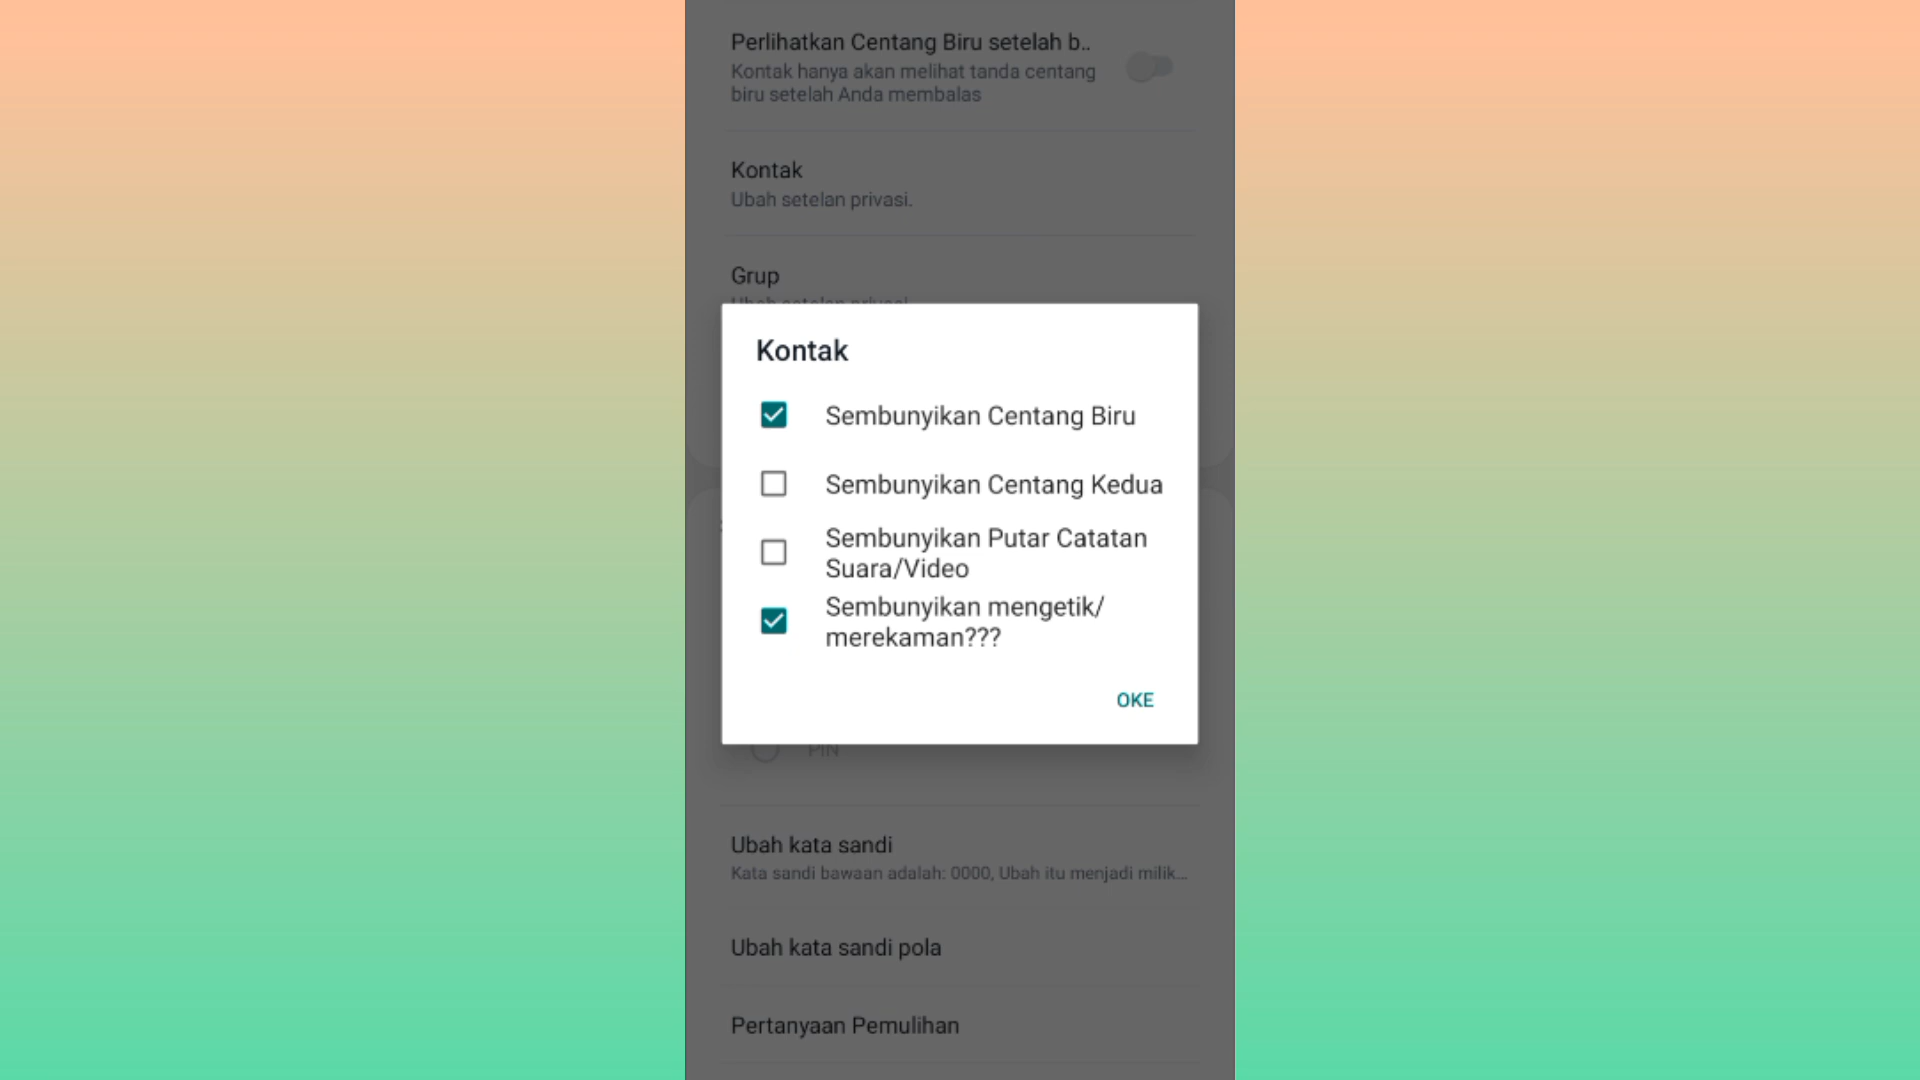 Perlihatkan Centang Biru setelah b..
Kontak hanya akan melihat tanda centang
biru setelah Anda membalas
Kontak
Ubah setelan privasi.
Grup
Ubah setelan privasi.
Kontak
Sembunyikan Centang Biru
Sembunyikan Centang Kedua
Sembunyikan Putar Catatan
Suara/Video
Sembunyikan mengetik/
merekaman???
OKE
PIN
Ubah kata sandi
Kata sandi bawaan adalah: 0000, Ubah itu menjadi milik...
Ubah kata sandi pola
Pertanyaan Pemulihan